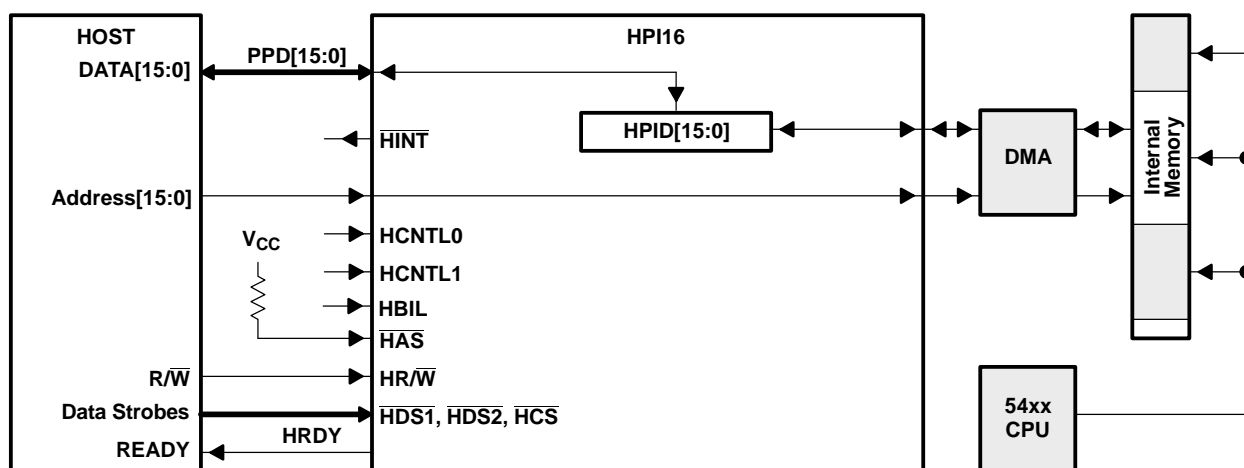 HOST
HPI16
DATA[15:0]
PPD[15:0]
HPID[15:0]
HINT
DMA
Internal
Memory
Address[15:0]
VCC
HCNTL0
HCNTL1
HBIL
HAS
R/W
HR/W
Data Strobes
HDS1, HDS2, HCS
54xx
CPU
READY
HRDY